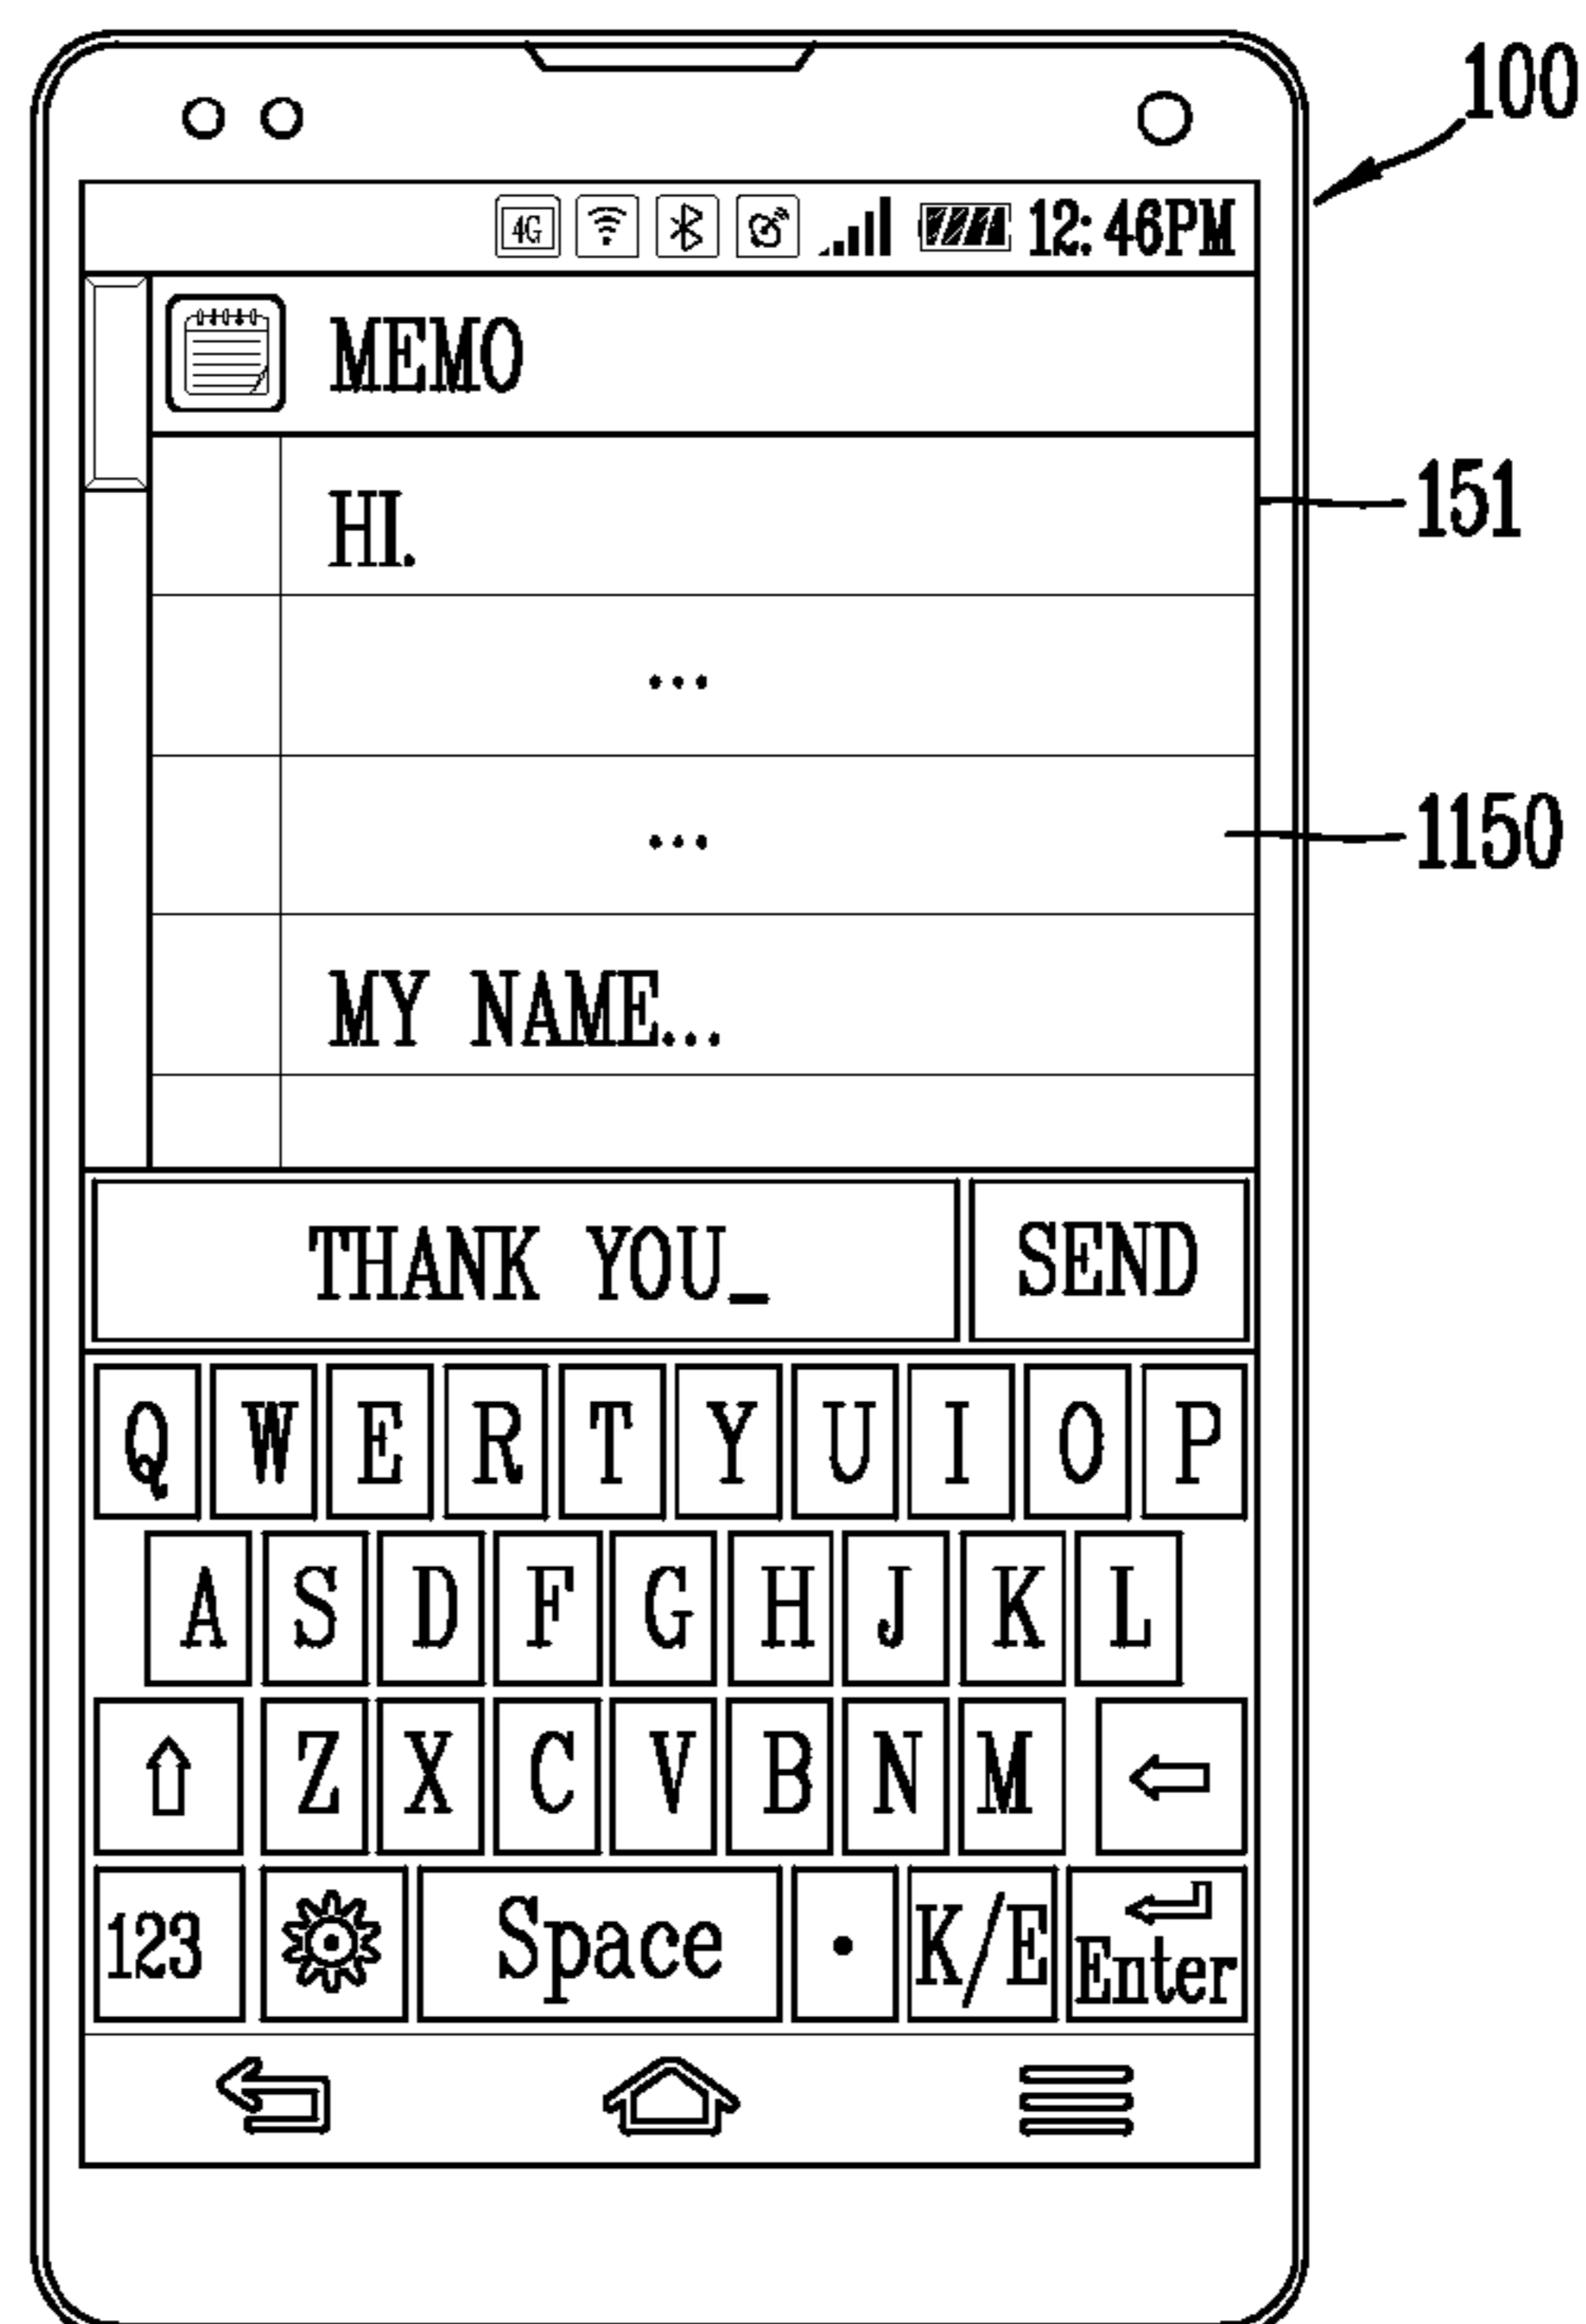 100
4G 12:46PM
MEMO
HI.
151
...
...
1150
MY NAME...
THANK YOU_ SEND
Q W E R T Y U I O P
A S D F G H J K L
Z X C V B N M
123 Space . K/E Enter